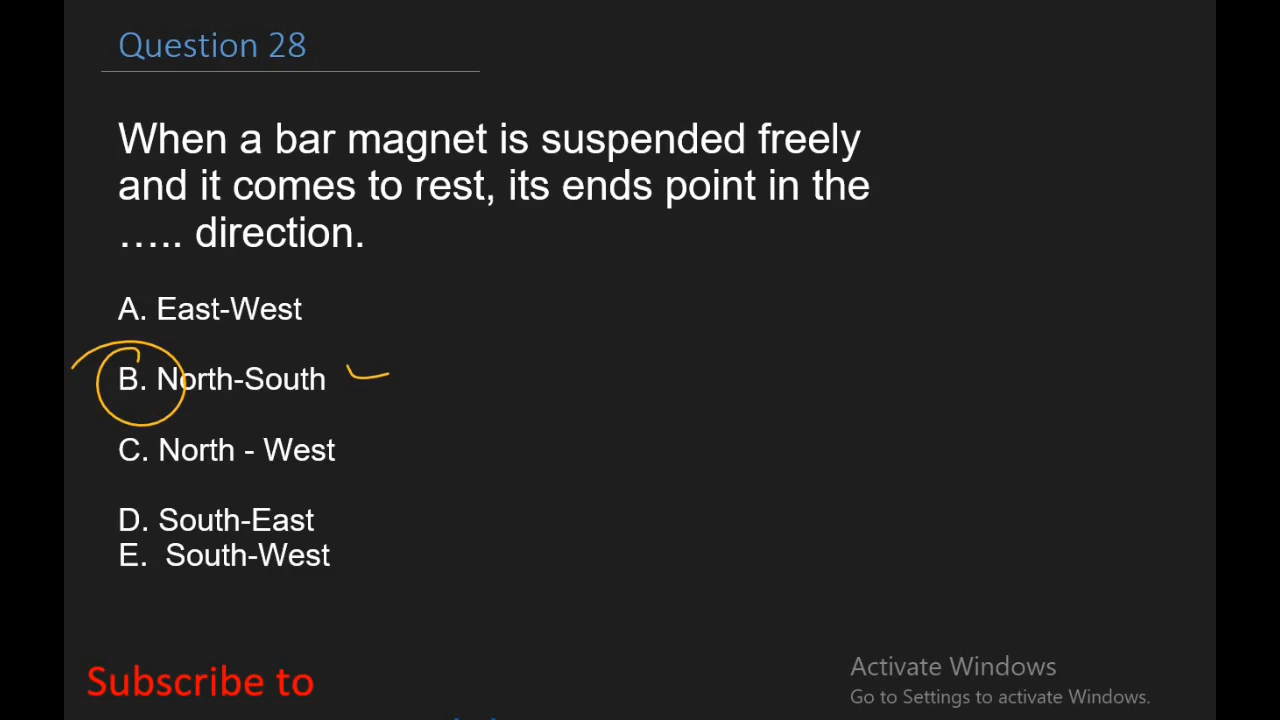 Question 28
When a bar magnet is suspended freely
and it comes to rest, its ends point in the
….. direction.
A. East-West
B. North-South
C. North - West
D. South-East
E. South-West
Subscribe to
Activate Windows
Go to Settings to activate Windows.